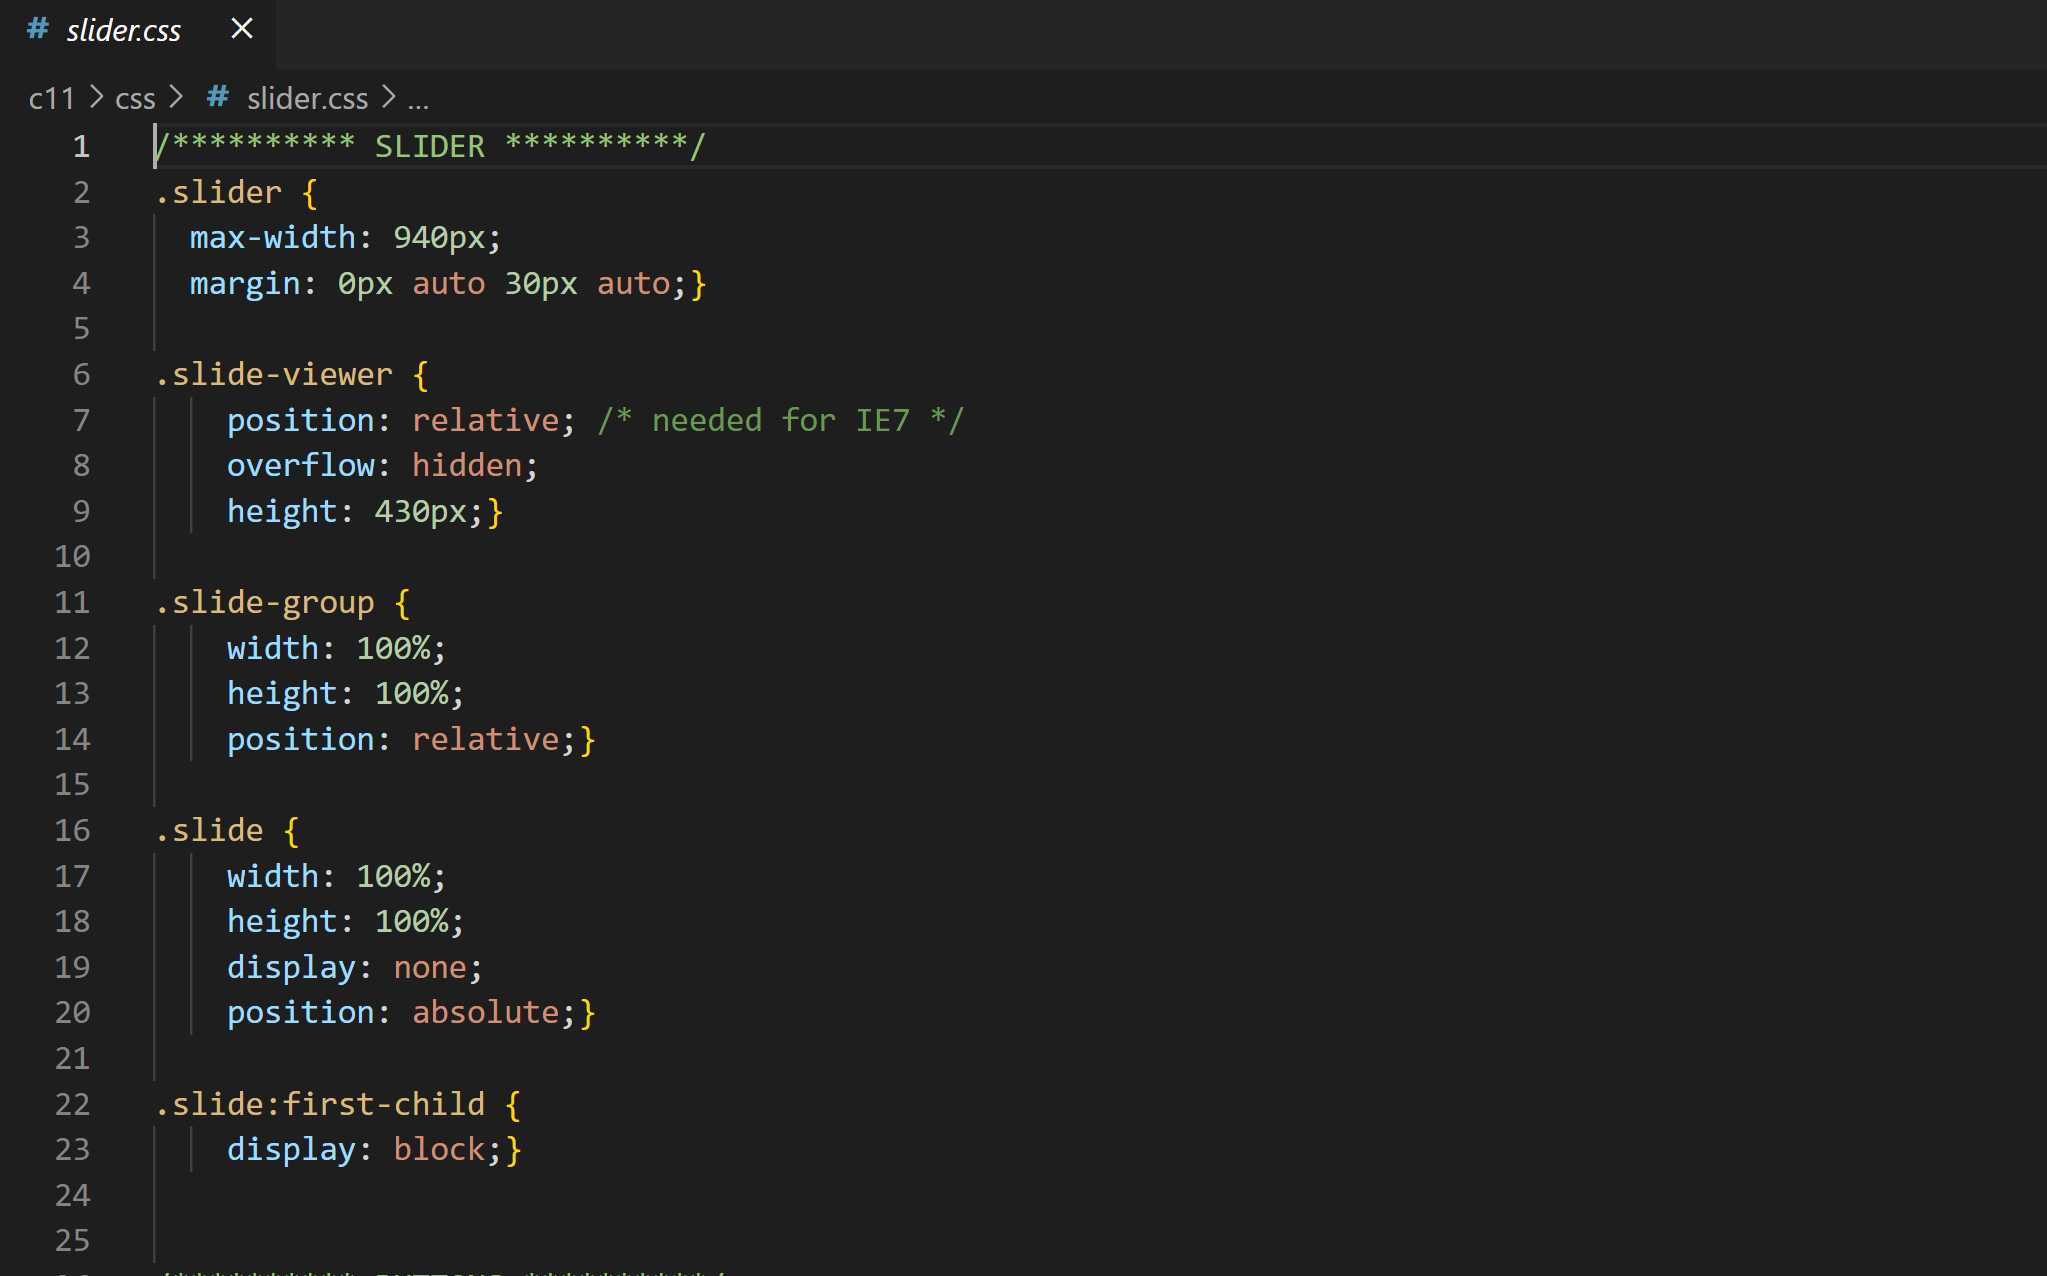 # slider.css ×
c11 > css > # slider.css > ...
1 /********** SLIDER **********/
2 .slider {
3 max-width: 940px;
4 margin: 0px auto 30px auto;}
5
6 .slide-viewer {
7 position: relative; /* needed for IE7 */
8 overflow: hidden;
9 height: 430px;}
10
11 .slide-group {
12 width: 100%;
13 height: 100%;
14 position: relative;}
15
16 .slide {
17 width: 100%;
18 height: 100%;
19 display: none;
20 position: absolute;}
21
22 .slide:first-child {
23 display: block;}
24
25